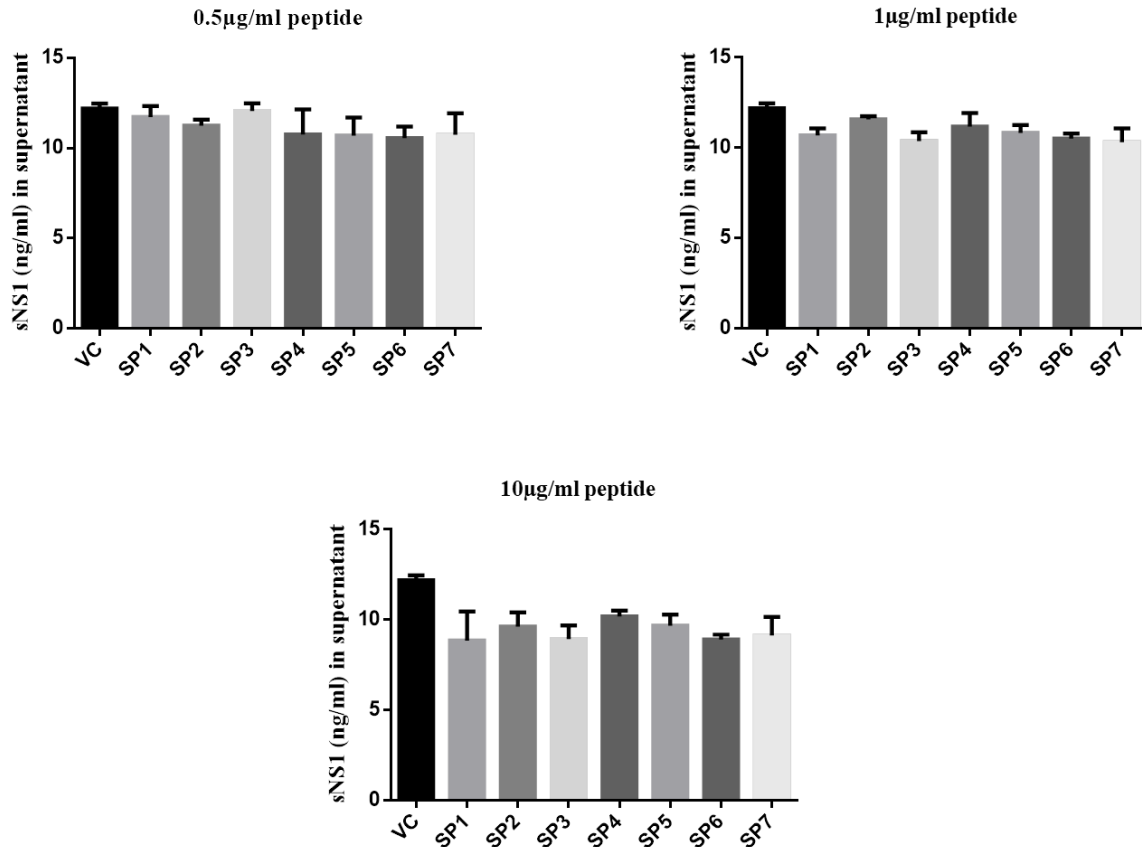 0.5µg/ml peptide
sNS1 (ng/ml) in supernatant
15
10
5
0
VC SP1 SP2 SP3 SP4 SP5 SP6 SP7
1µg/ml peptide
sNS1 (ng/ml) in supernatant
15
10
5
0
VC SP1 SP2 SP3 SP4 SP5 SP6 SP7
10µg/ml peptide
sNS1 (ng/ml) in supernatant
15
10
5
0
VC SP1 SP2 SP3 SP4 SP5 SP6 SP7